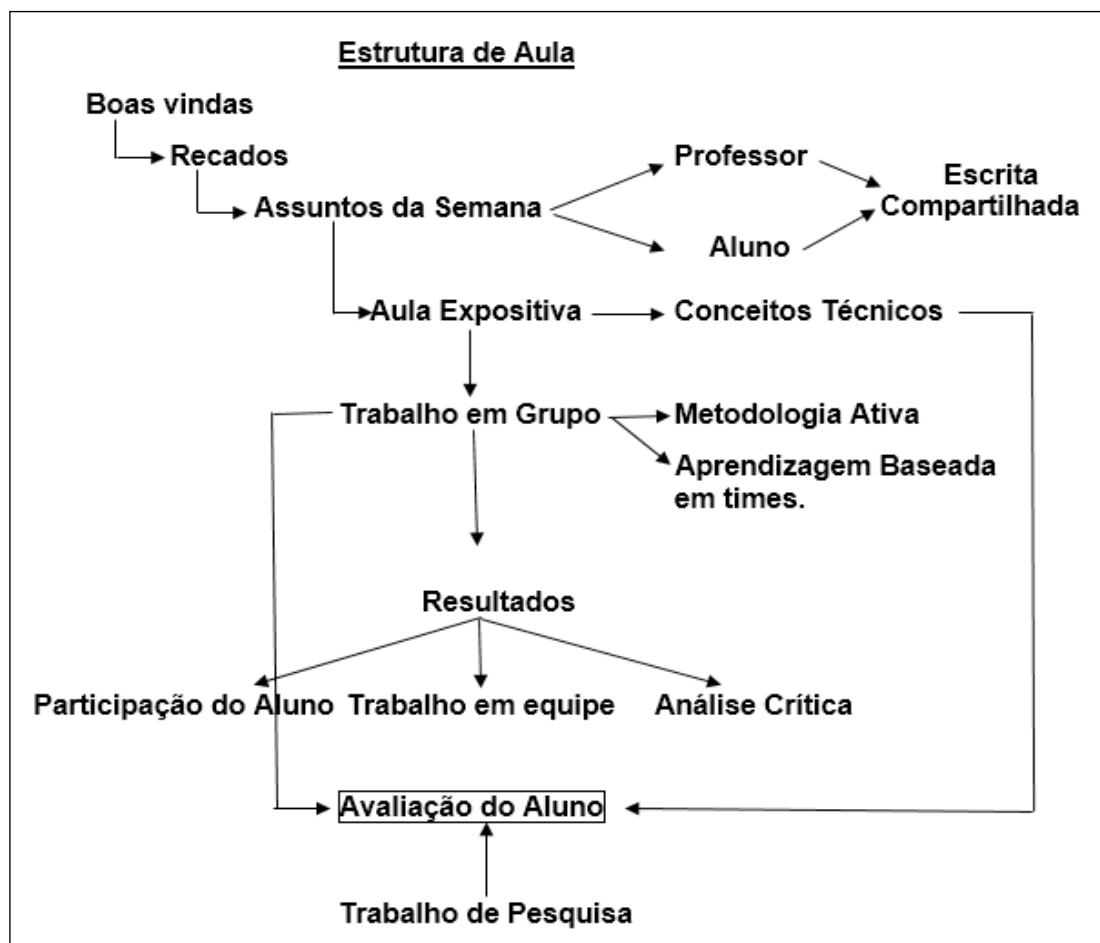 Estrutura de Aula
Boas vindas
Recados
Professor
Escrita
Assuntos da Semana
Compartilhada
Aluno
Aula Expositiva
Conceitos Técnicos
Trabalho em Grupo
Metodologia Ativa
Aprendizagem Baseada
em times.
Resultados
Participação do Aluno
Trabalho em equipe
Análise Crítica
Avaliação do Aluno
Trabalho de Pesquisa